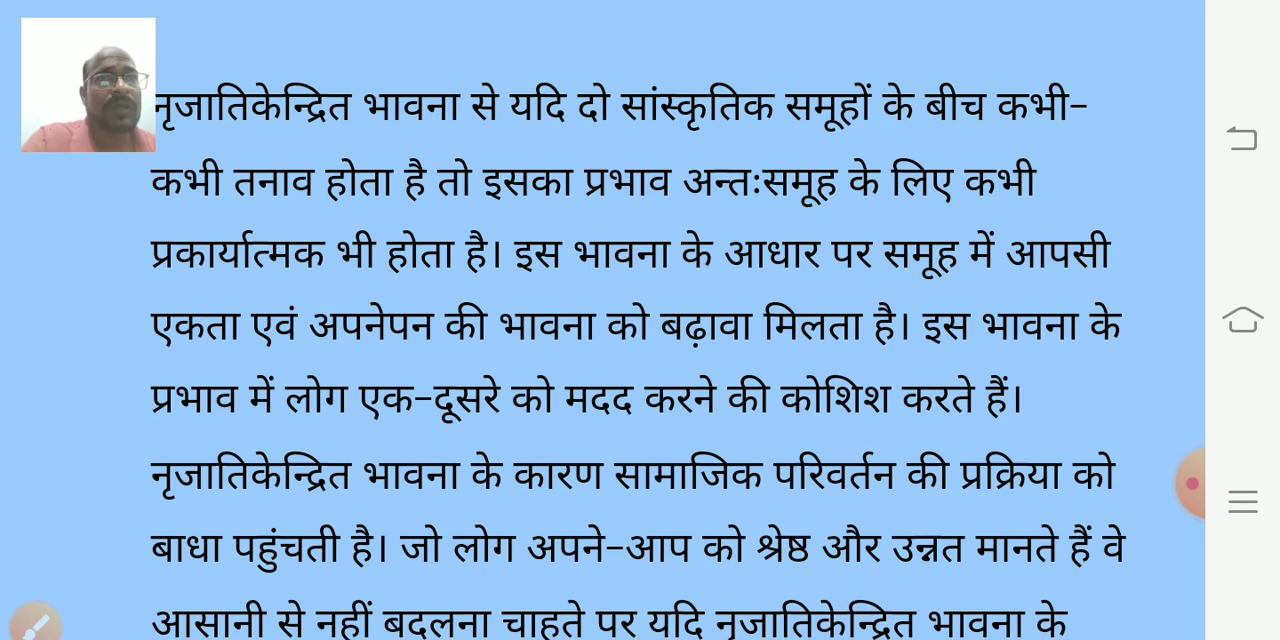 नृजातिकेन्द्रित भावना से यदि दो सांस्कृतिक समूहों के बीच कभी-
कभी तनाव होता है तो इसका प्रभाव अन्तःसमूह के लिए कभी
प्रकार्यात्मक भी होता है। इस भावना के आधार पर समूह में आपसी
एकता एवं अपनेपन की भावना को बढ़ावा मिलता है। इस भावना के
प्रभाव में लोग एक-दूसरे को मदद करने की कोशिश करते हैं।
नृजातिकेन्द्रित भावना के कारण सामाजिक परिवर्तन की प्रक्रिया को
बाधा पहुंचती है। जो लोग अपने-आप को श्रेष्ठ और उन्नत मानते हैं वे
आसानी से नहीं बदलना चाहते पर यदि नृजातिकेन्द्रित भावना के